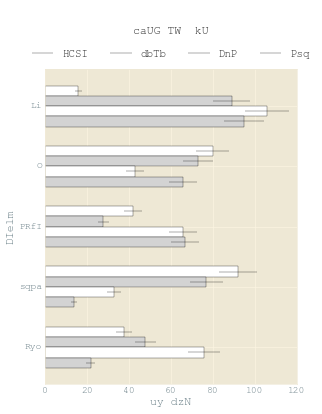 caUG TW kU
HCSI dbTb DnP Psq
Li
O
PRfI
sqpa
Ryo
DIelm
0 20 40 60 80 100 120
uy dzN